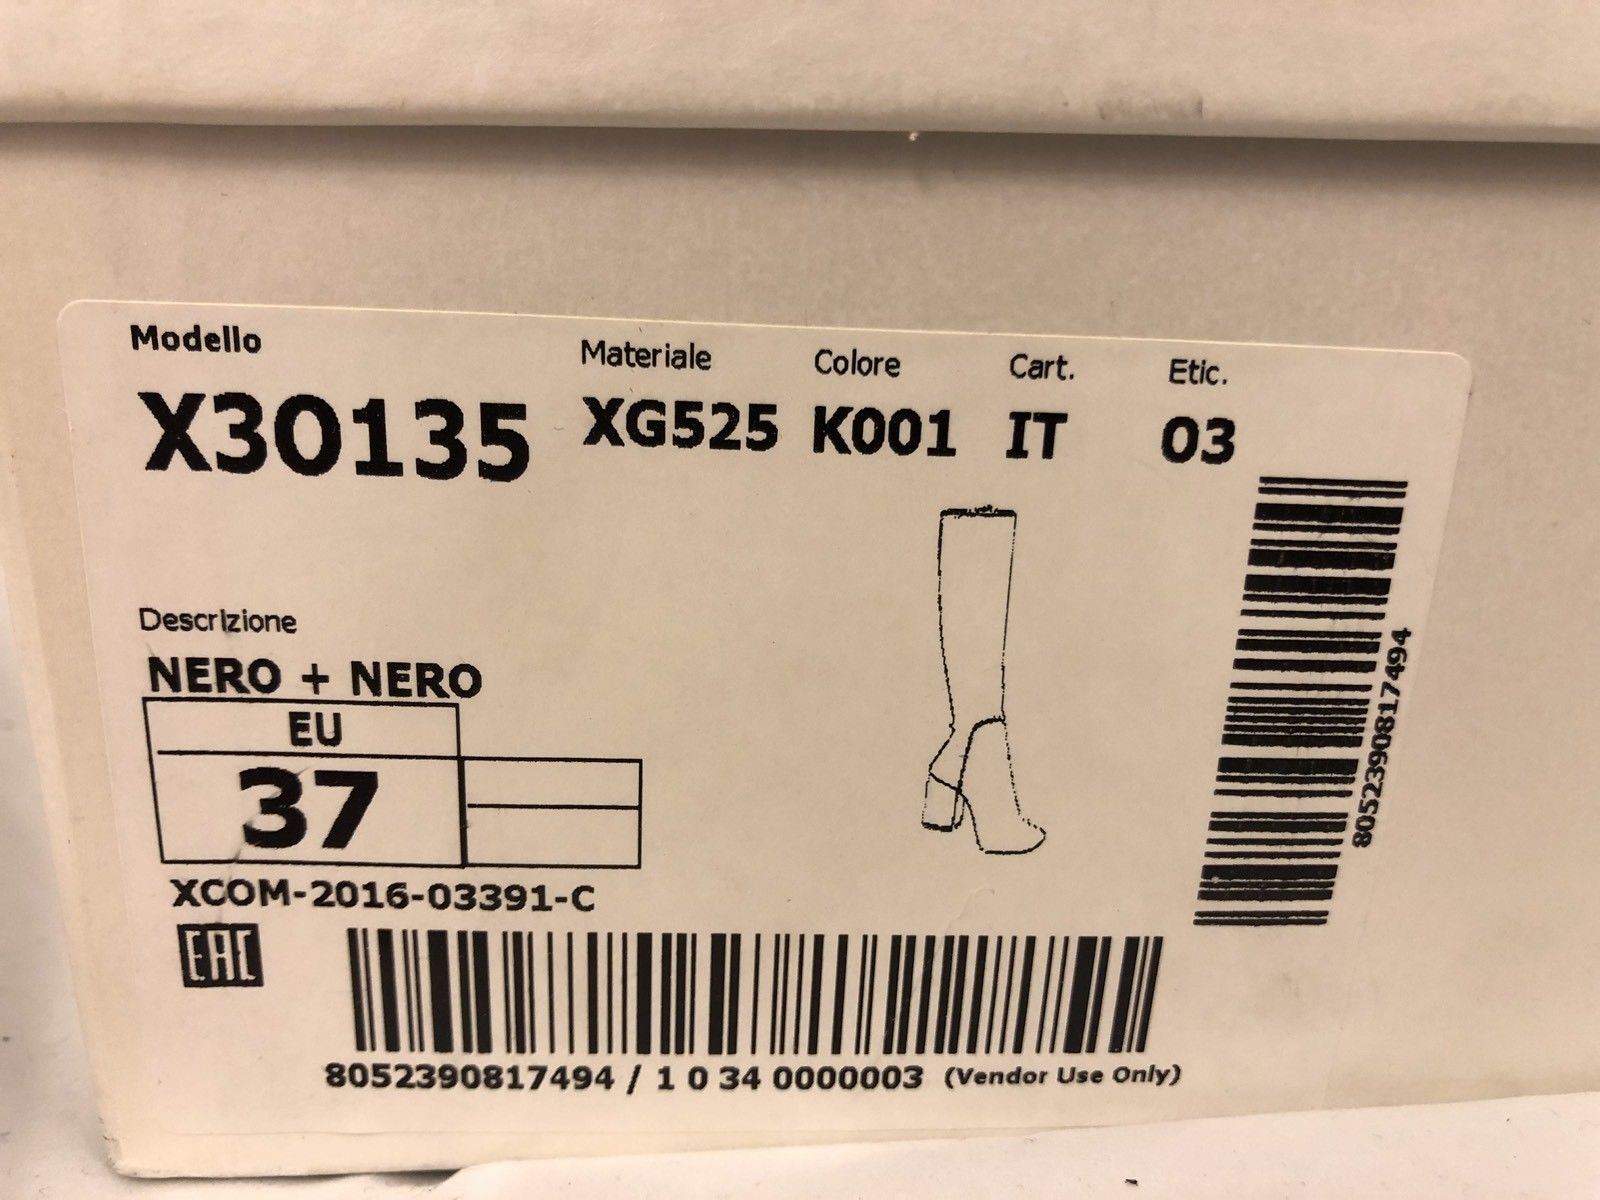 Modello Materiale Colore Cart. Etic.
X3O135 XG525 K001 IT 03
Descrizione
NERO + NERO
EU
37
XCOM-2016-03391-C
EAC
8052390817494 / 1 0 34 0000003 (Vendor Use Only)
8052390817494